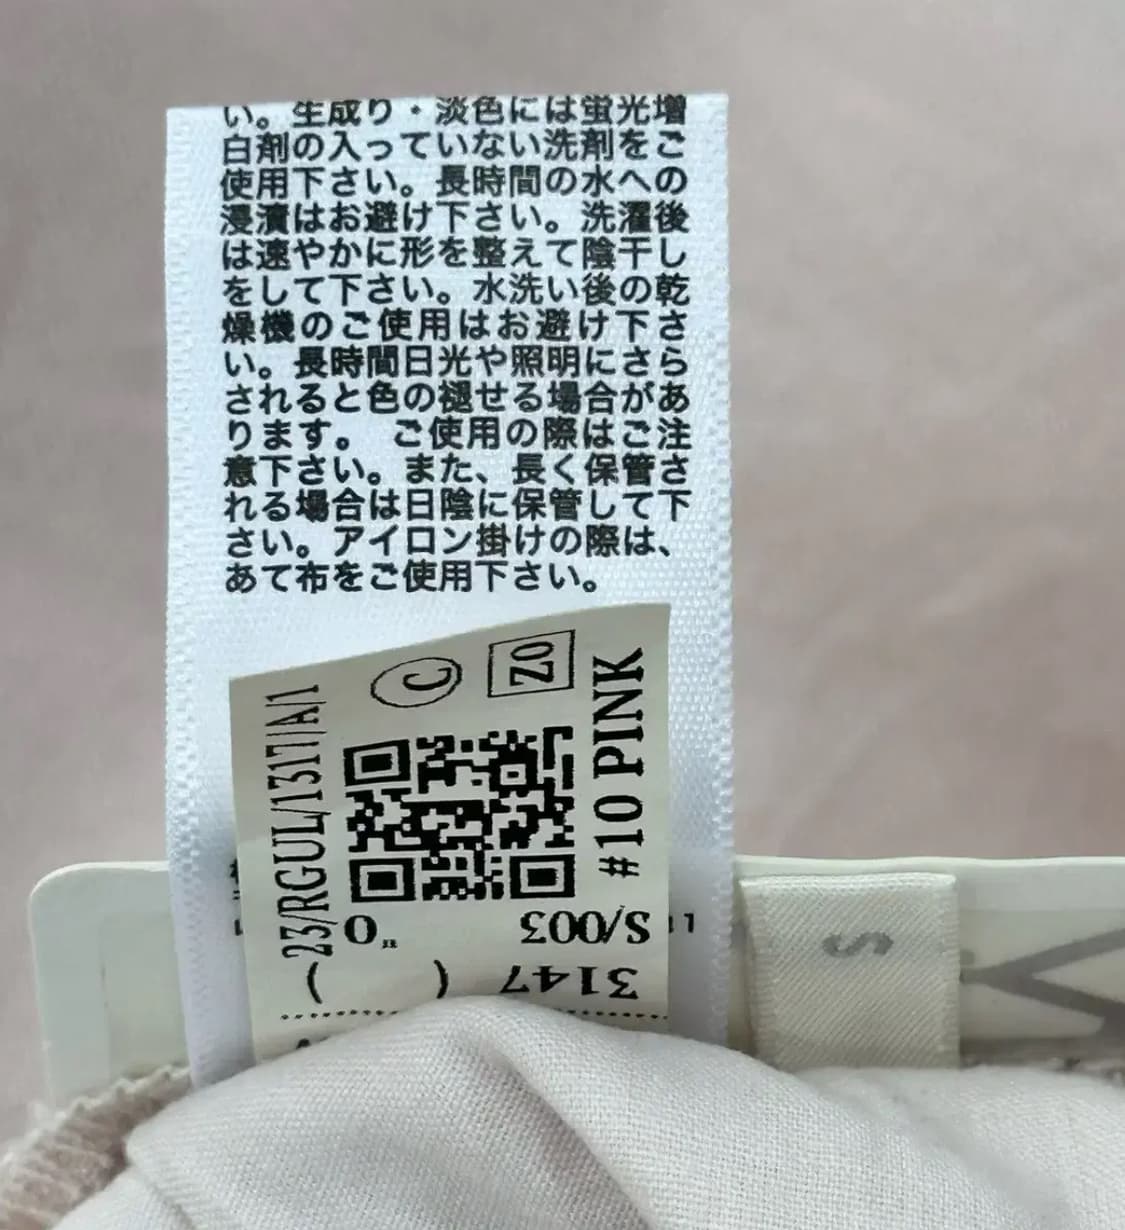 い。生成り・淡色には蛍光増
白剤の入っていない洗剤をご
使用下さい。長時間の水への
浸漬はお避け下さい。洗濯後
は速やかに形を整えて陰干し
をして下さい。水洗い後の乾
燥機のご使用はお避け下さ
い。長時間日光や照明にさら
されると色の褪せる場合があ
ります。 ご使用の際はご注
意下さい。また、長く保管さ
れる場合は日陰に保管して下
さい。アイロン掛けの際は、
あて布をご使用下さい。
23/RGUL/1317/A/1
C
Z0
#10 PINK
S/003
3147 ( )
S